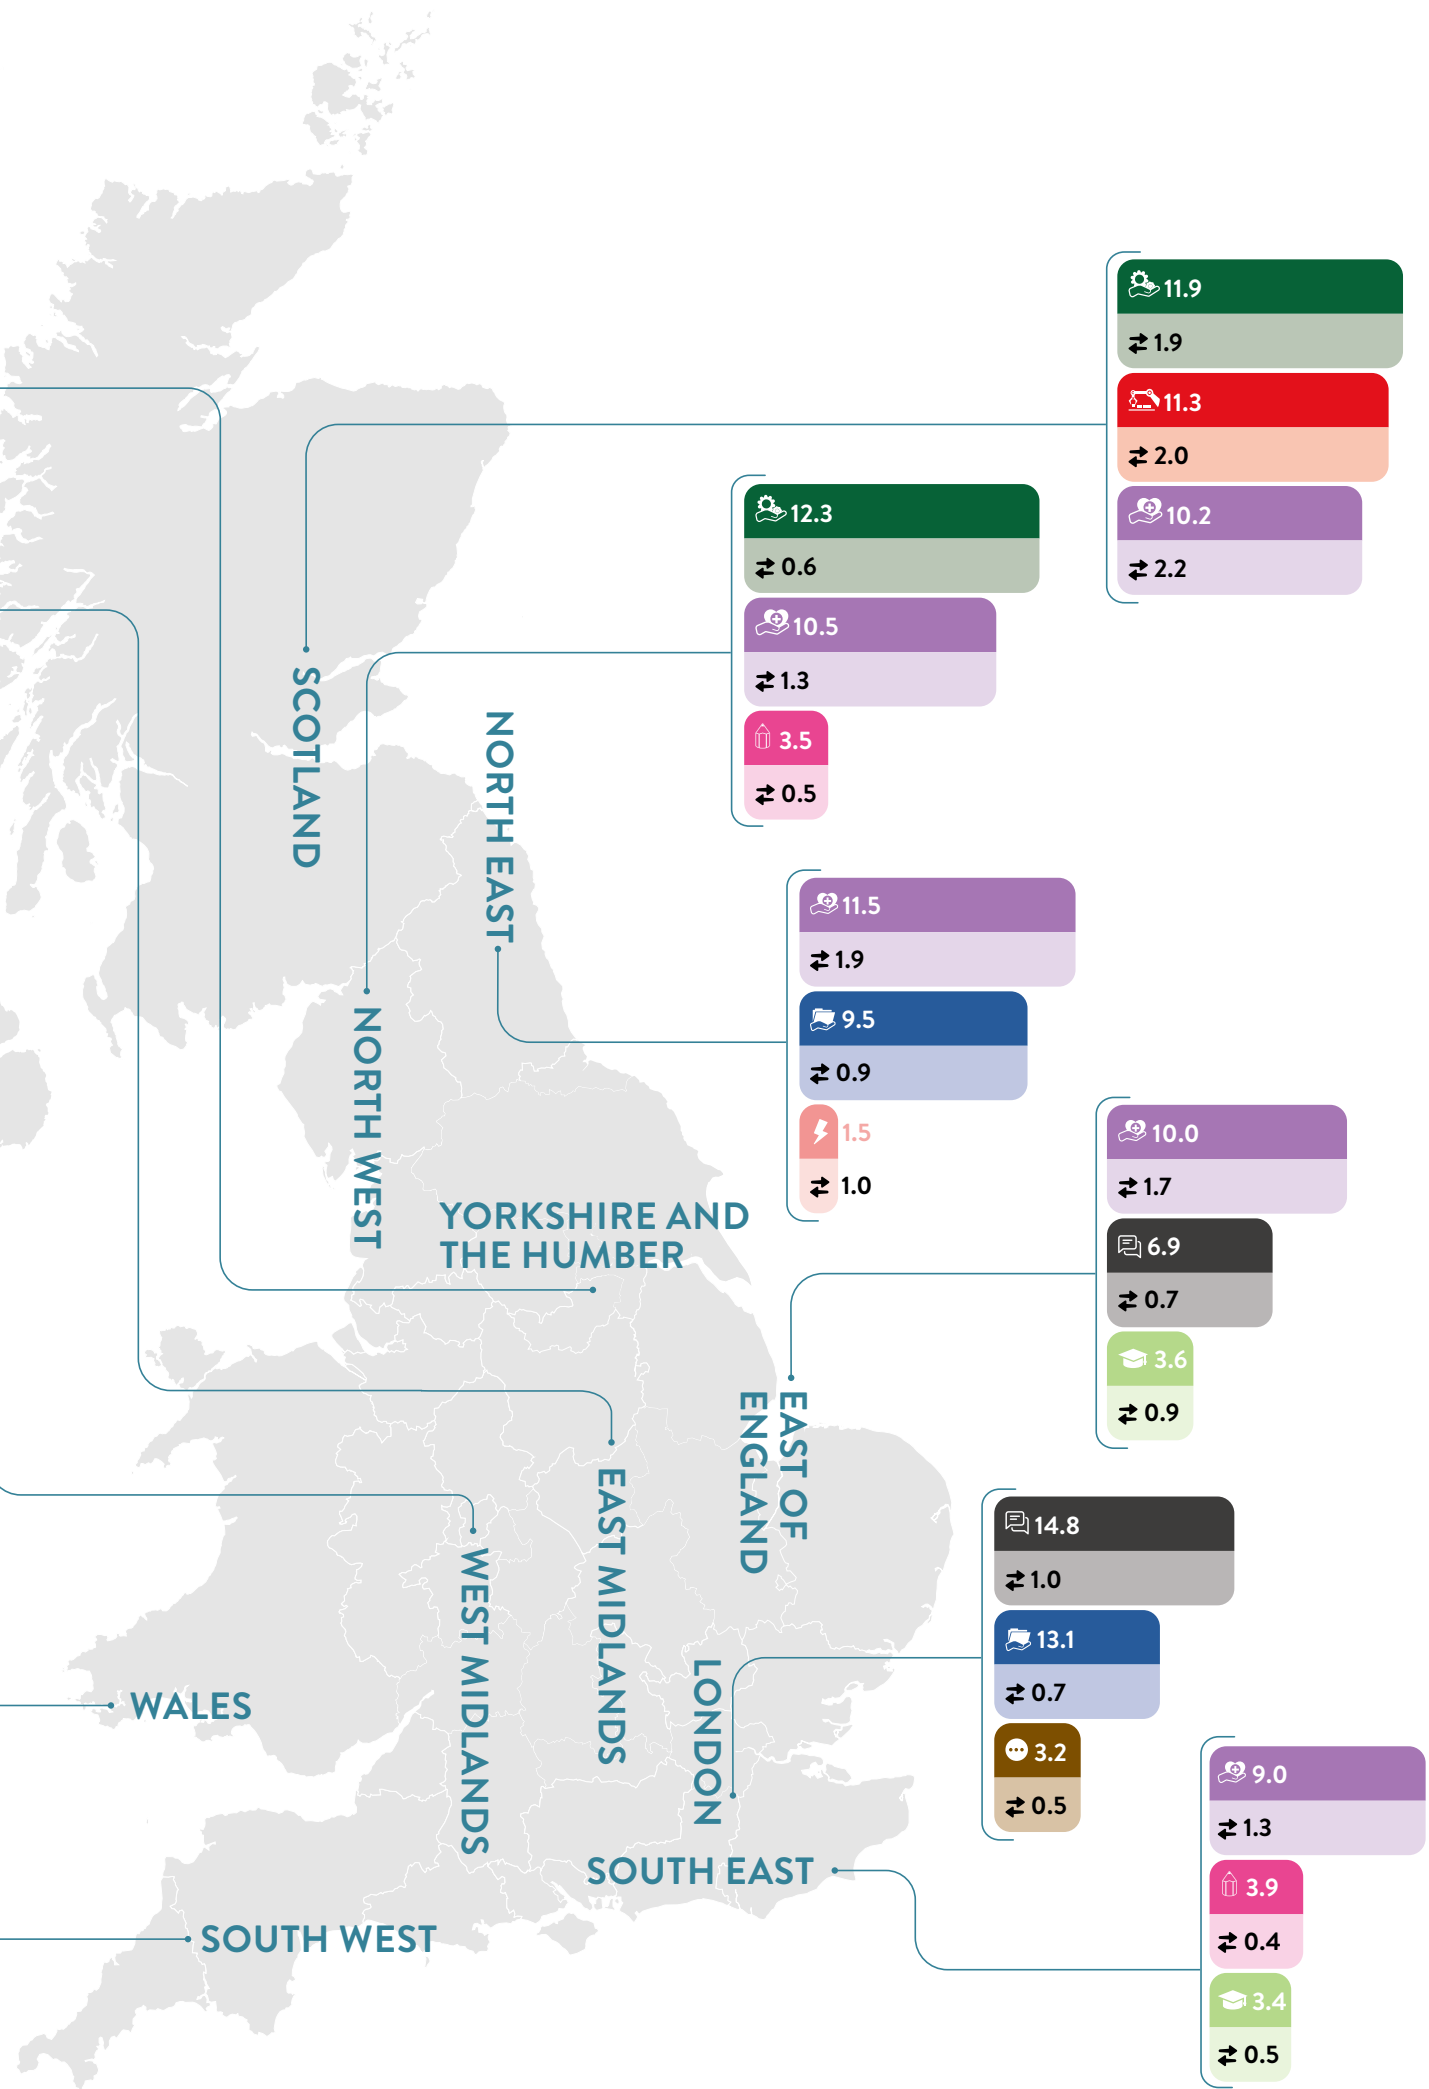 11.9
1.9
11.3
2.0
10.2
2.2
12.3
0.6
10.5
1.3
3.5
0.5
SCOTLAND
NORTH EAST
11.5
1.9
9.5
0.9
1.5
1.0
NORTH WEST
YORKSHIRE AND
THE HUMBER
10.0
1.7
6.9
0.7
3.6
0.9
EAST OF
ENGLAND
EAST MIDLANDS
WEST MIDLANDS
14.8
1.0
13.1
0.7
3.2
0.5
LONDON
WALES
9.0
1.3
3.9
0.4
3.4
0.5
SOUTH EAST
SOUTH WEST